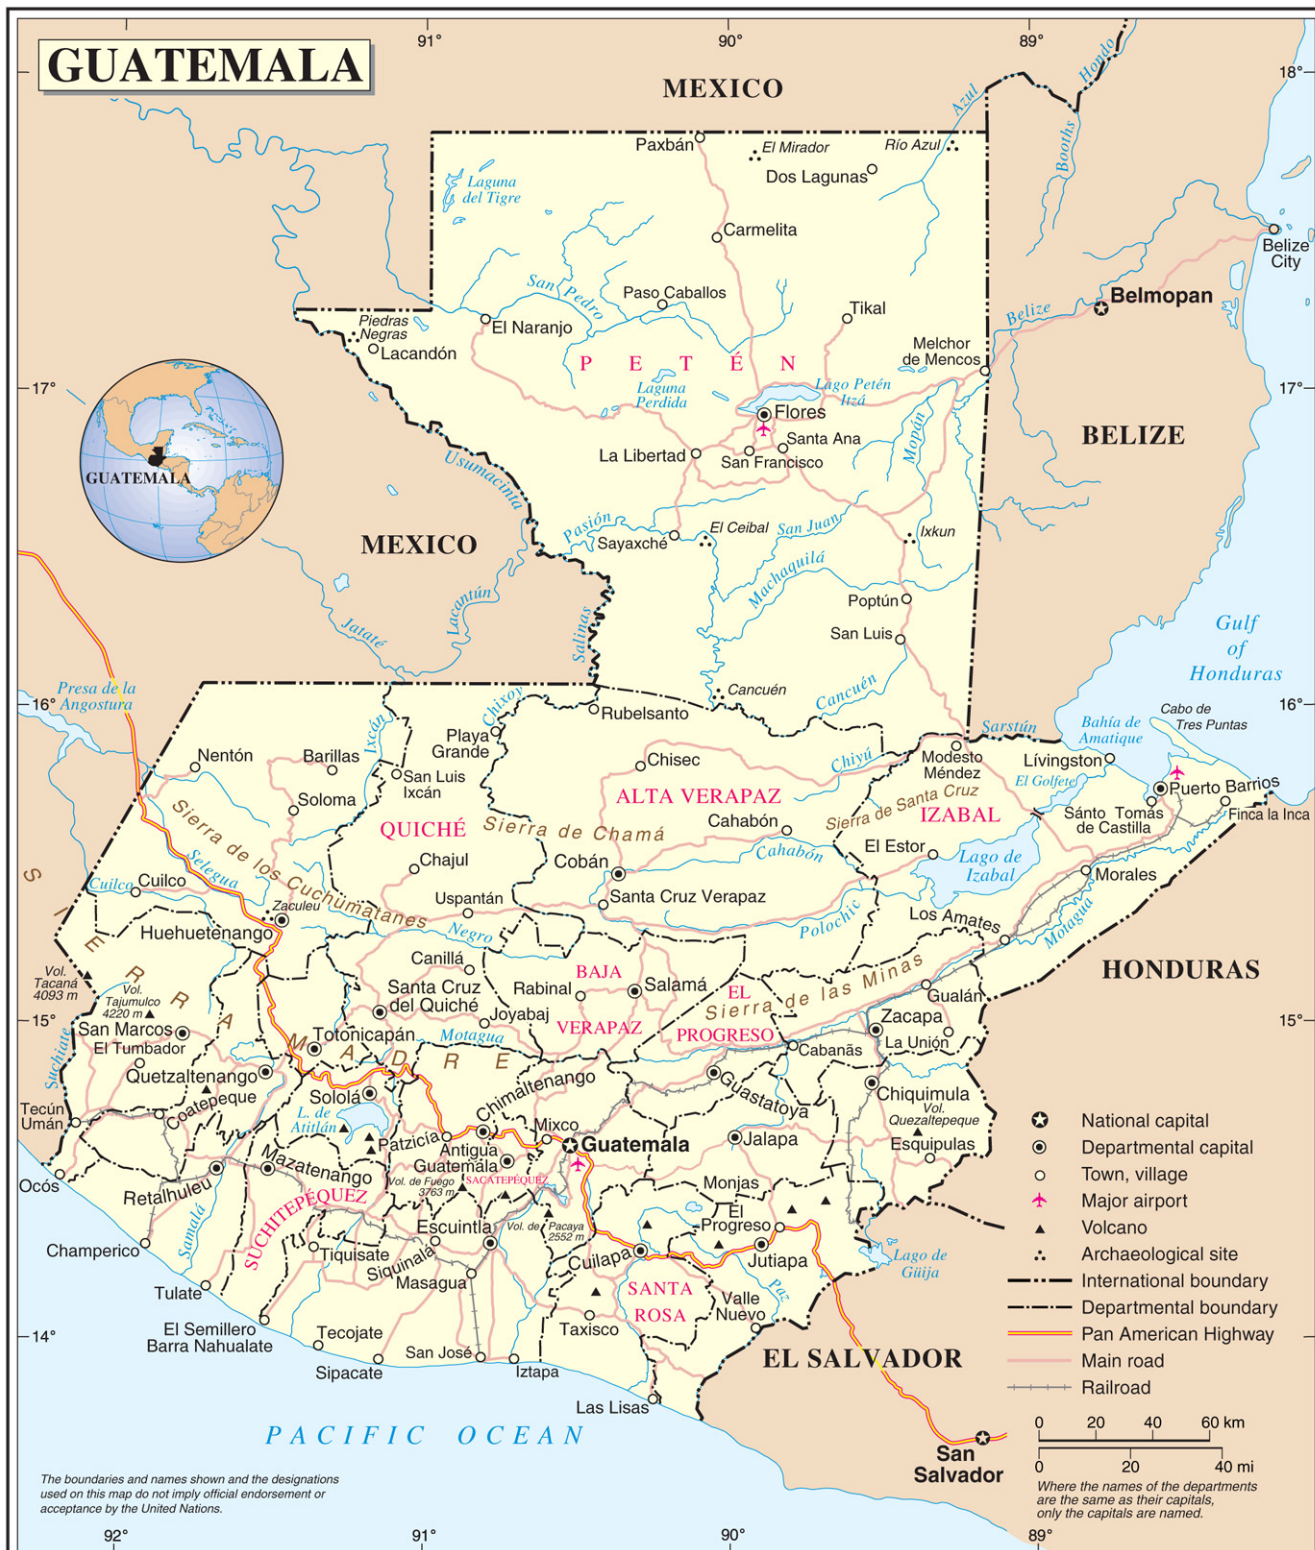 91°
90°
89°
GUATEMALA
MEXICO
18°
18°
Hondo
Azul
Booths
Paxbán
El Mirador
Río Azul
Dos Lagunas
Laguna
del Tigre
Carmelita
Belize
City
San Pedro
Paso Caballos
Tikal
Belize
Belmopan
Piedras
Negras
El Naranjo
Lacandón
Melchor
de Mencos
PETÉN
17°
17°
Laguna
Perdida
Lago Petén
Itzá
Flores
BELIZE
Santa Ana
La Libertad
San Francisco
Mopán
GUATEMALA
Usumacinta
MEXICO
Pasión
Sayaxché
El Ceibal
San Juan
Ixkun
Machaquilá
Lacantún
Jataté
Salinas
Poptún
San Luis
Gulf
of
Honduras
Presa de la
Angostura
Cancuén
Cancuén
16°
16°
Ixcán
Chixoy
Rubelsanto
Sarstún
Bahía de
Amatique
Cabo de
Tres Puntas
Playa
Grande
Nentón
Barillas
San Luis
Ixcán
Chisec
Chiyú
Modesto
Méndez
Lívingston
El Golfete
Puerto Barrios
Soloma
ALTA VERAPAZ
Sierra de Santa Cruz
IZABAL
Sánto Tomás
de Castilla
Finca la Inca
QUICHÉ
Sierra de Chamá
Cahabón
Cahabón
Sierra de los Cuchumatanes
Selegua
Chajul
Cobán
El Estor
Lago de
Izabal
Cuilco
Cuilco
Morales
Zaculeu
Uspantán
Santa Cruz Verapaz
Huehuetenango
Negro
Polochic
Los Amates
Motagua
SIERRA MADRE
Vol.
Tacaná
4093 m
Vol.
Tajumulco
4220 m
Canillá
BAJA
VERAPAZ
Santa Cruz
del Quiché
Rabinal
Salamá
EL
PROGRESO
Sierra de las Minas
HONDURAS
Gualán
Joyabaj
15°
15°
San Marcos
Zacapa
El Tumbador
Totonicapán
Motagua
La Unión
Cabanãs
Suchiate
Quetzaltenango
Chimaltenango
Guastatoya
Chiquimula
Sololá
Coatepeque
Vol.
Quezaltepeque
Tecún
Umán
L. de
Atitlán
Patzicía
Mixco
Guatemala
Jalapa
Esquipulas
Antigua
Guatemala
Mazatenango
Ocós
Retalhuleu
Vol. de Fuego
3763 m
SACATEPÉQUEZ
Monjas
SUCHITEPÉQUEZ
El
Progreso
Escuintla
Vol. de Pacaya
2552 m
Samalá
Champerico
Tiquisate
Siquinalá
Cuilapa
Jutiapa
Lago de
Güija
Masagua
Tulate
SANTA
ROSA
Paz
Valle
Nuevo
El Semillero
Barra Nahualate
Taxisco
14°
14°
Tecojate
San José
Sipacate
Iztapa
EL SALVADOR
Las Lisas
PACIFIC OCEAN
San
Salvador
National capital
Departmental capital
Town, village
Major airport
Volcano
Archaeological site
International boundary
Departmental boundary
Pan American Highway
Main road
Railroad
0 20 40 60 km
0 20 40 mi
Where the names of the departments
are the same as their capitals,
only the capitals are named.
The boundaries and names shown and the designations
used on this map do not imply official endorsement or
acceptance by the United Nations.
92°
91°
90°
89°